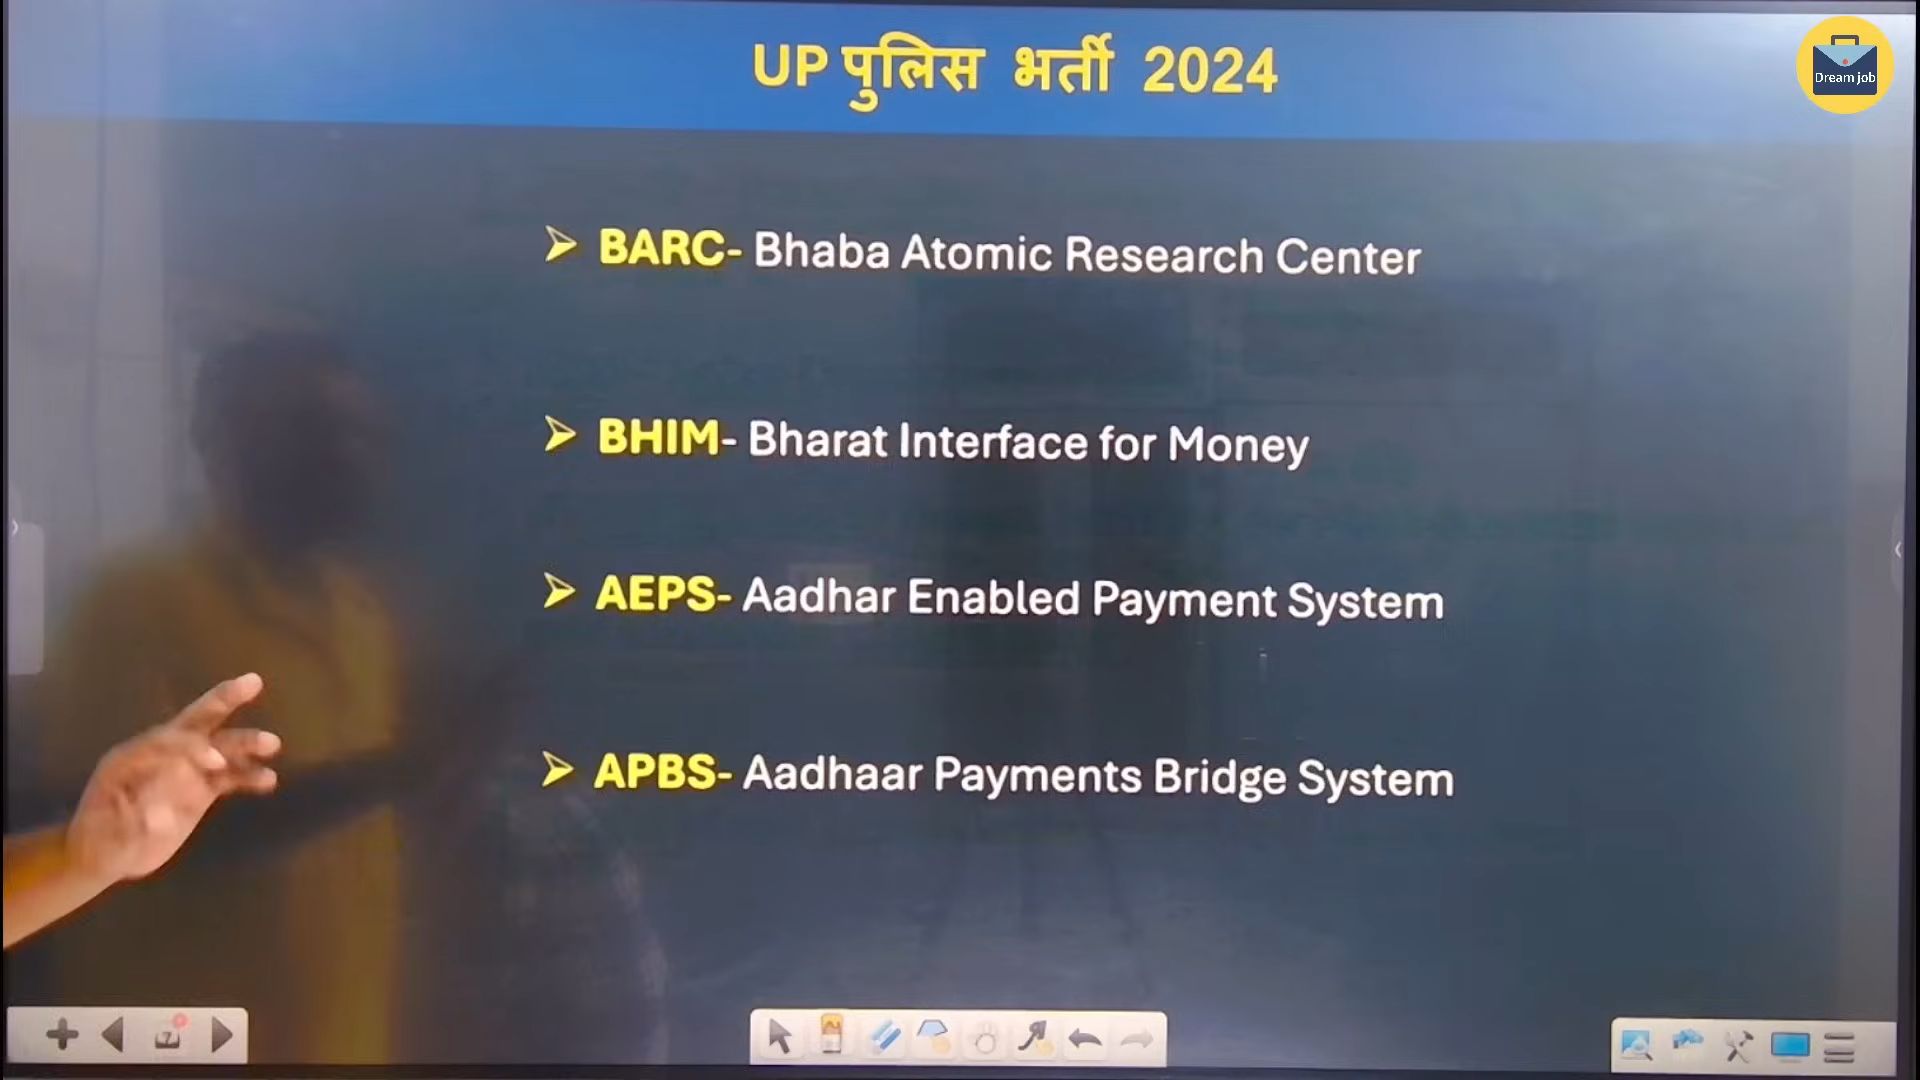 UP पुलिस भर्ती 2024
Dream job
➢ BARC- Bhaba Atomic Research Center
➢ BHIM- Bharat Interface for Money
➢ AEPS- Aadhar Enabled Payment System
➢ APBS- Aadhaar Payments Bridge System
7